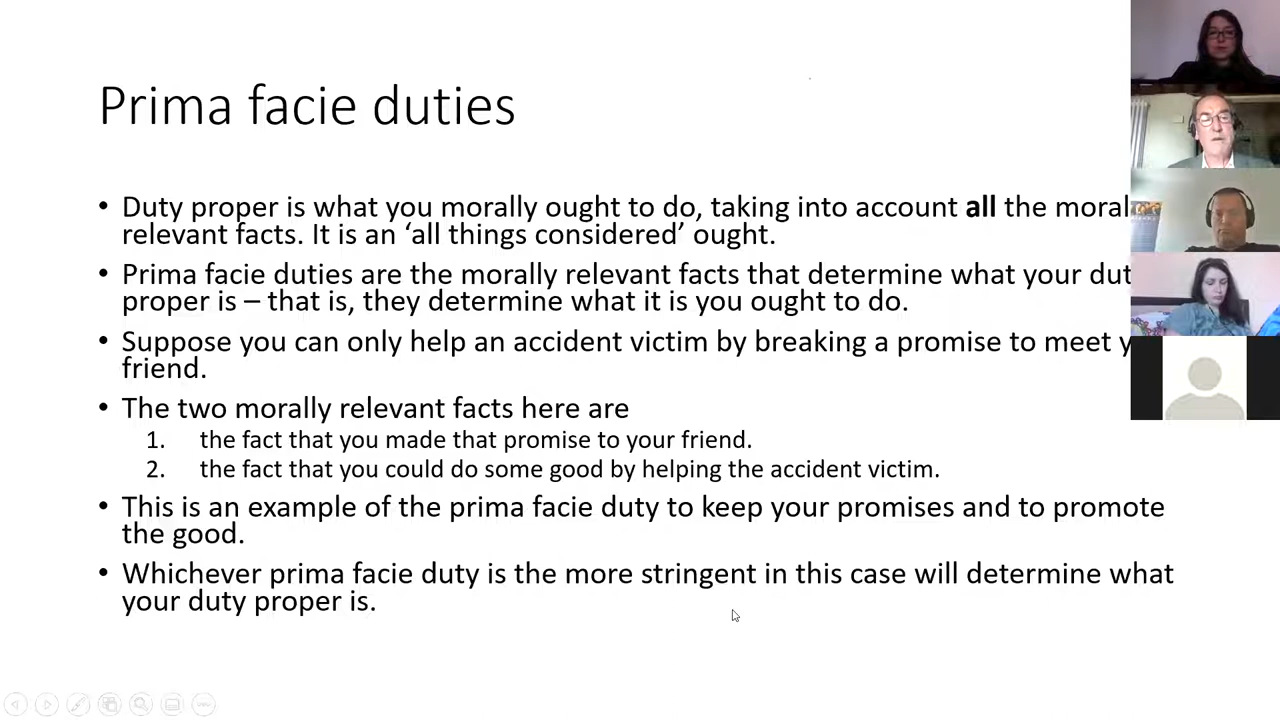 Prima facie duties
• Duty proper is what you morally ought to do, taking into account all the moral
relevant facts. It is an ‘all things considered’ ought.
• Prima facie duties are the morally relevant facts that determine what your dut
proper is – that is, they determine what it is you ought to do.
• Suppose you can only help an accident victim by breaking a promise to meet y
friend.
• The two morally relevant facts here are
1. the fact that you made that promise to your friend.
2. the fact that you could do some good by helping the accident victim.
• This is an example of the prima facie duty to keep your promises and to promote
the good.
• Whichever prima facie duty is the more stringent in this case will determine what
your duty proper is.